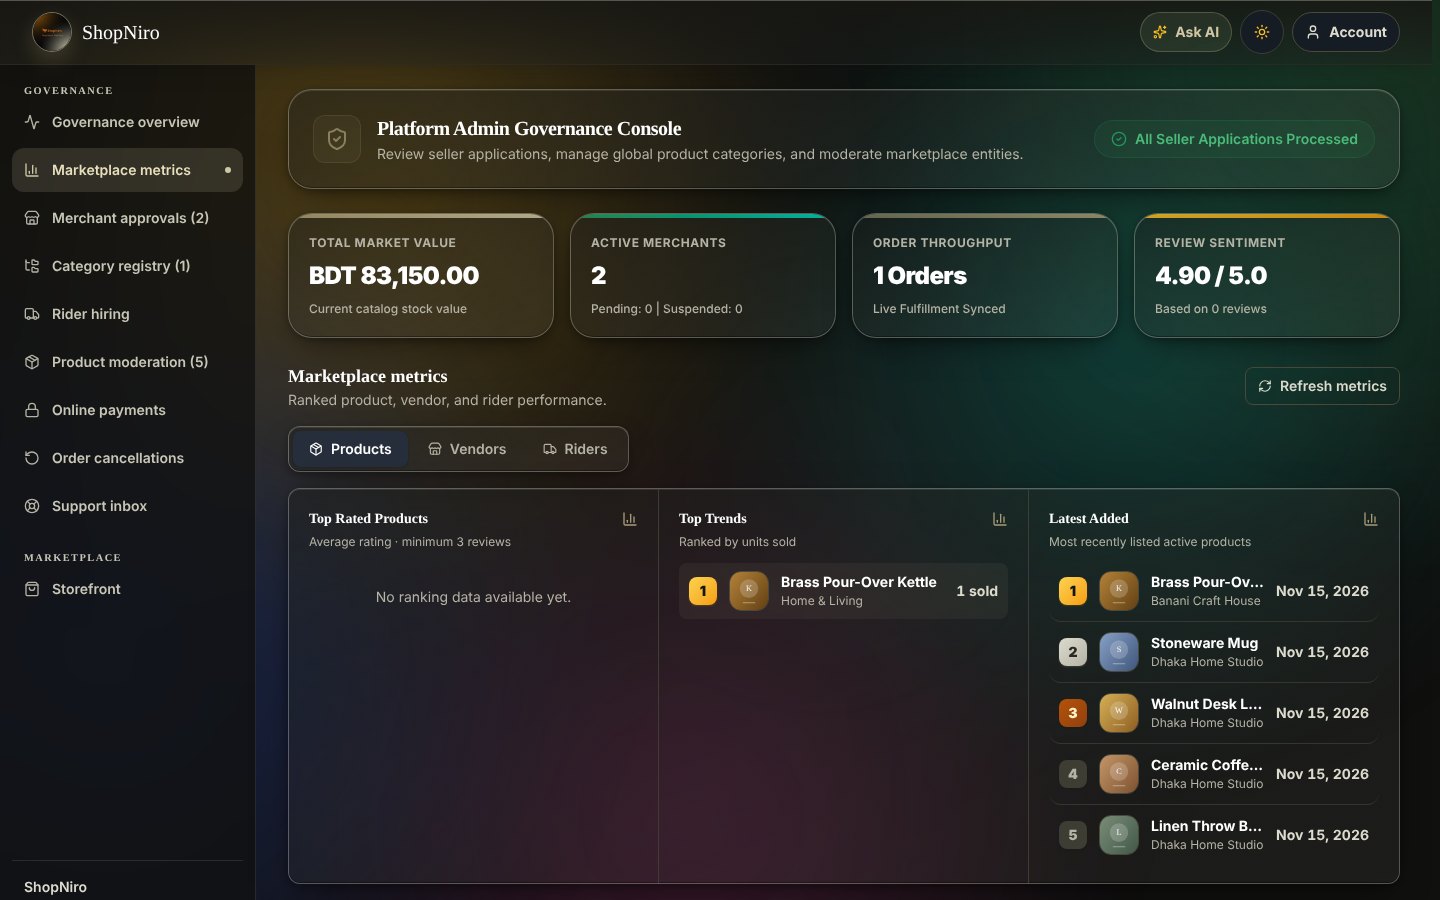 ShopNiro
Ask AI
Account
GOVERNANCE
Governance overview
Marketplace metrics
Merchant approvals (2)
Category registry (1)
Rider hiring
Product moderation (5)
Online payments
Order cancellations
Support inbox
MARKETPLACE
Storefront
ShopNiro
Platform Admin Governance Console
Review seller applications, manage global product categories, and moderate marketplace entities.
All Seller Applications Processed
TOTAL MARKET VALUE
BDT 83,150.00
Current catalog stock value
ACTIVE MERCHANTS
2
Pending: 0 | Suspended: 0
ORDER THROUGHPUT
1 Orders
Live Fulfillment Synced
REVIEW SENTIMENT
4.90 / 5.0
Based on 0 reviews
Marketplace metrics
Ranked product, vendor, and rider performance.
Refresh metrics
Products
Vendors
Riders
Top Rated Products
Average rating · minimum 3 reviews
No ranking data available yet.
Top Trends
Ranked by units sold
1
K
Brass Pour-Over Kettle
Home & Living
1 sold
Latest Added
Most recently listed active products
1
K
Brass Pour-Ov...
Banani Craft House
Nov 15, 2026
2
S
Stoneware Mug
Dhaka Home Studio
Nov 15, 2026
3
W
Walnut Desk L...
Dhaka Home Studio
Nov 15, 2026
4
C
Ceramic Coffe...
Dhaka Home Studio
Nov 15, 2026
5
L
Linen Throw B...
Dhaka Home Studio
Nov 15, 2026